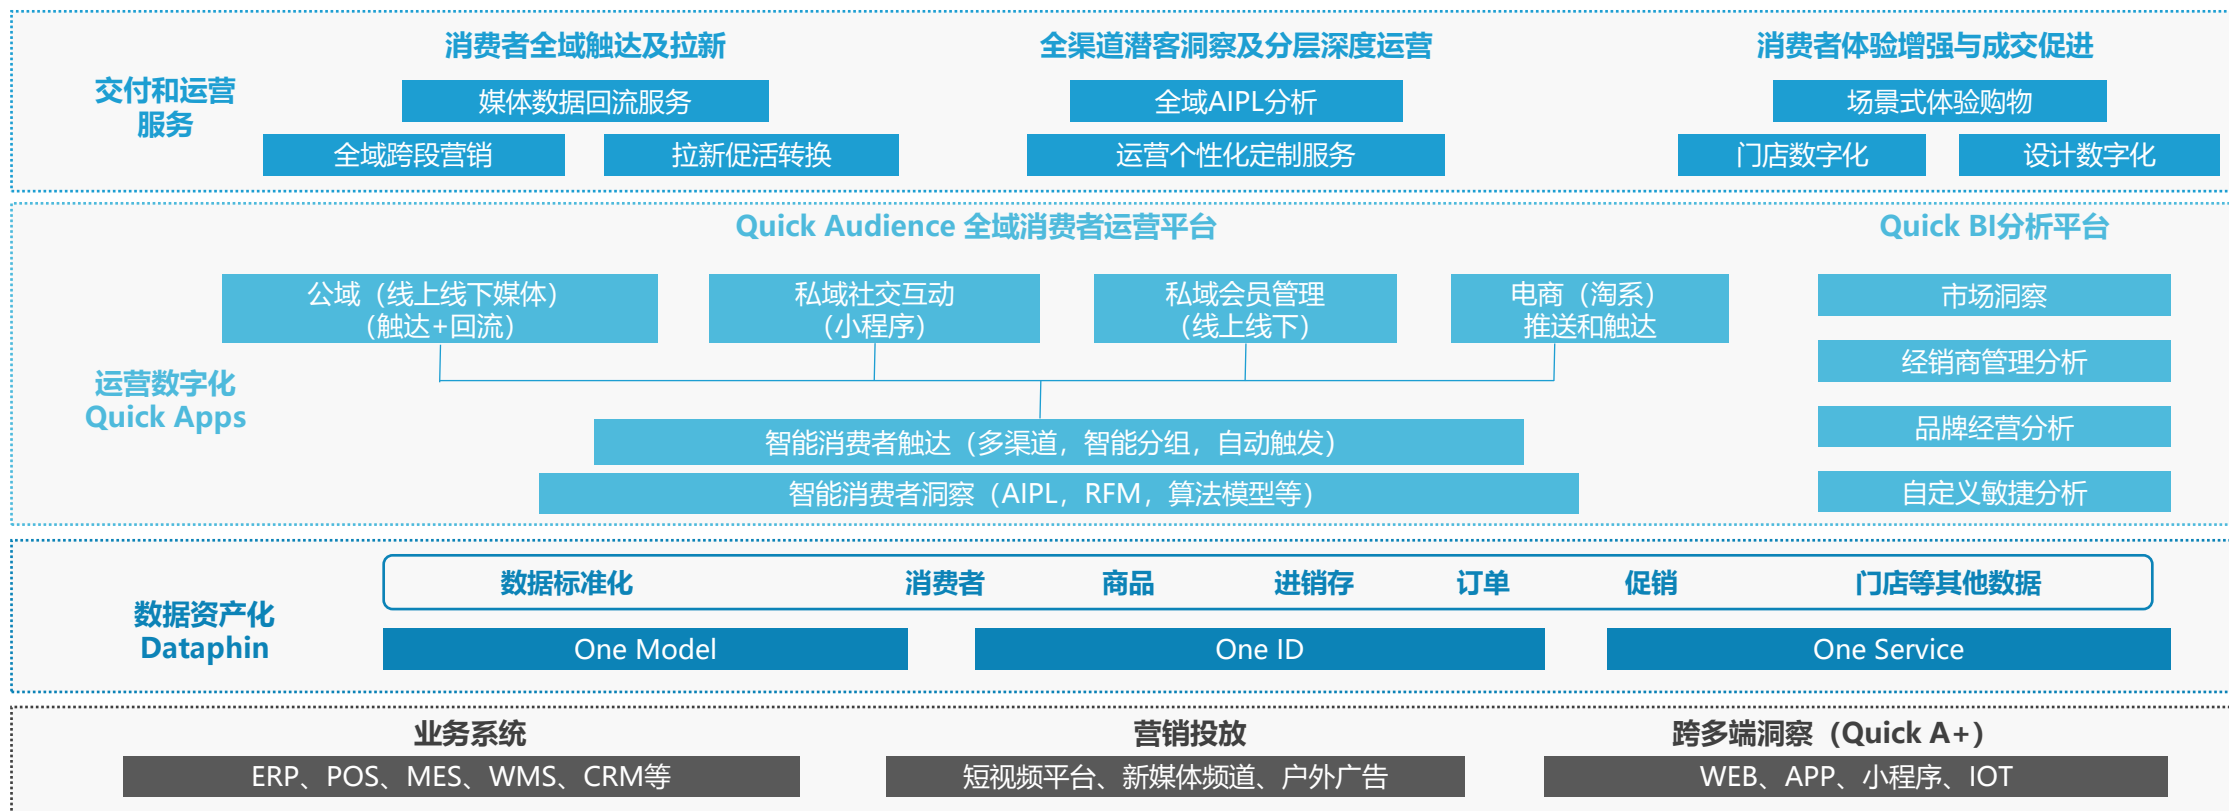 消费者全域触达及拉新
全渠道潜客洞察及分层深度运营
消费者体验增强与成交促进
交付和运营
服务
媒体数据回流服务
全域AIPL分析
场景式体验购物
全域跨段营销
拉新促活转换
运营个性化定制服务
门店数字化
设计数字化
Quick Audience 全域消费者运营平台
Quick BI分析平台
运营数字化
Quick Apps
公域（线上线下媒体）
（触达+回流）
私域社交互动
（小程序）
私域会员管理
（线上线下）
电商（淘系）
推送和触达
智能消费者触达（多渠道，智能分组，自动触发）
智能消费者洞察（AIPL，RFM，算法模型等）
市场洞察
经销商管理分析
品牌经营分析
自定义敏捷分析
数据资产化
Dataphin
数据标准化
消费者
商品
进销存
订单
促销
门店等其他数据
One Model
One ID
One Service
业务系统
营销投放
跨多端洞察（Quick A+）
ERP、POS、MES、WMS、CRM等
短视频平台、新媒体频道、户外广告
WEB、APP、小程序、IOT